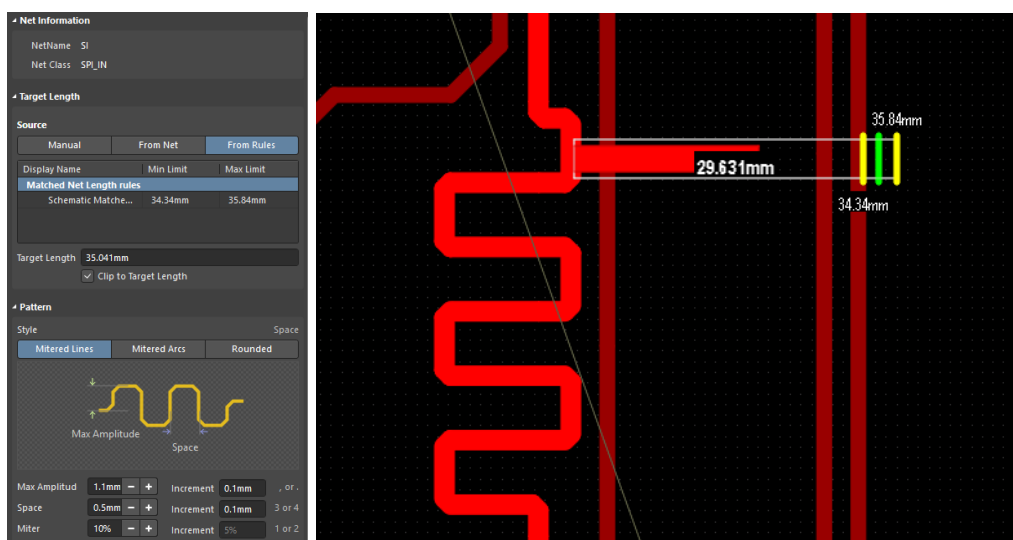 Net Information
NetName SI
Net Class SPI_IN
Target Length
Source
Manual From Net From Rules
Display Name Min Limit Max Limit
Matched Net Length rules
Schematic Matche... 34.34mm 35.84mm
Target Length 35.041mm
Clip to Target Length
Pattern
Style Space
Mitered Lines Mitered Arcs Rounded
Max Amplitude
Space
Max Amplitud 1.1mm − + Increment 0.1mm , or .
Space 0.5mm − + Increment 0.1mm 3 or 4
Miter 10% − + Increment 5% 1 or 2
35.84mm
29.631mm
34.34mm